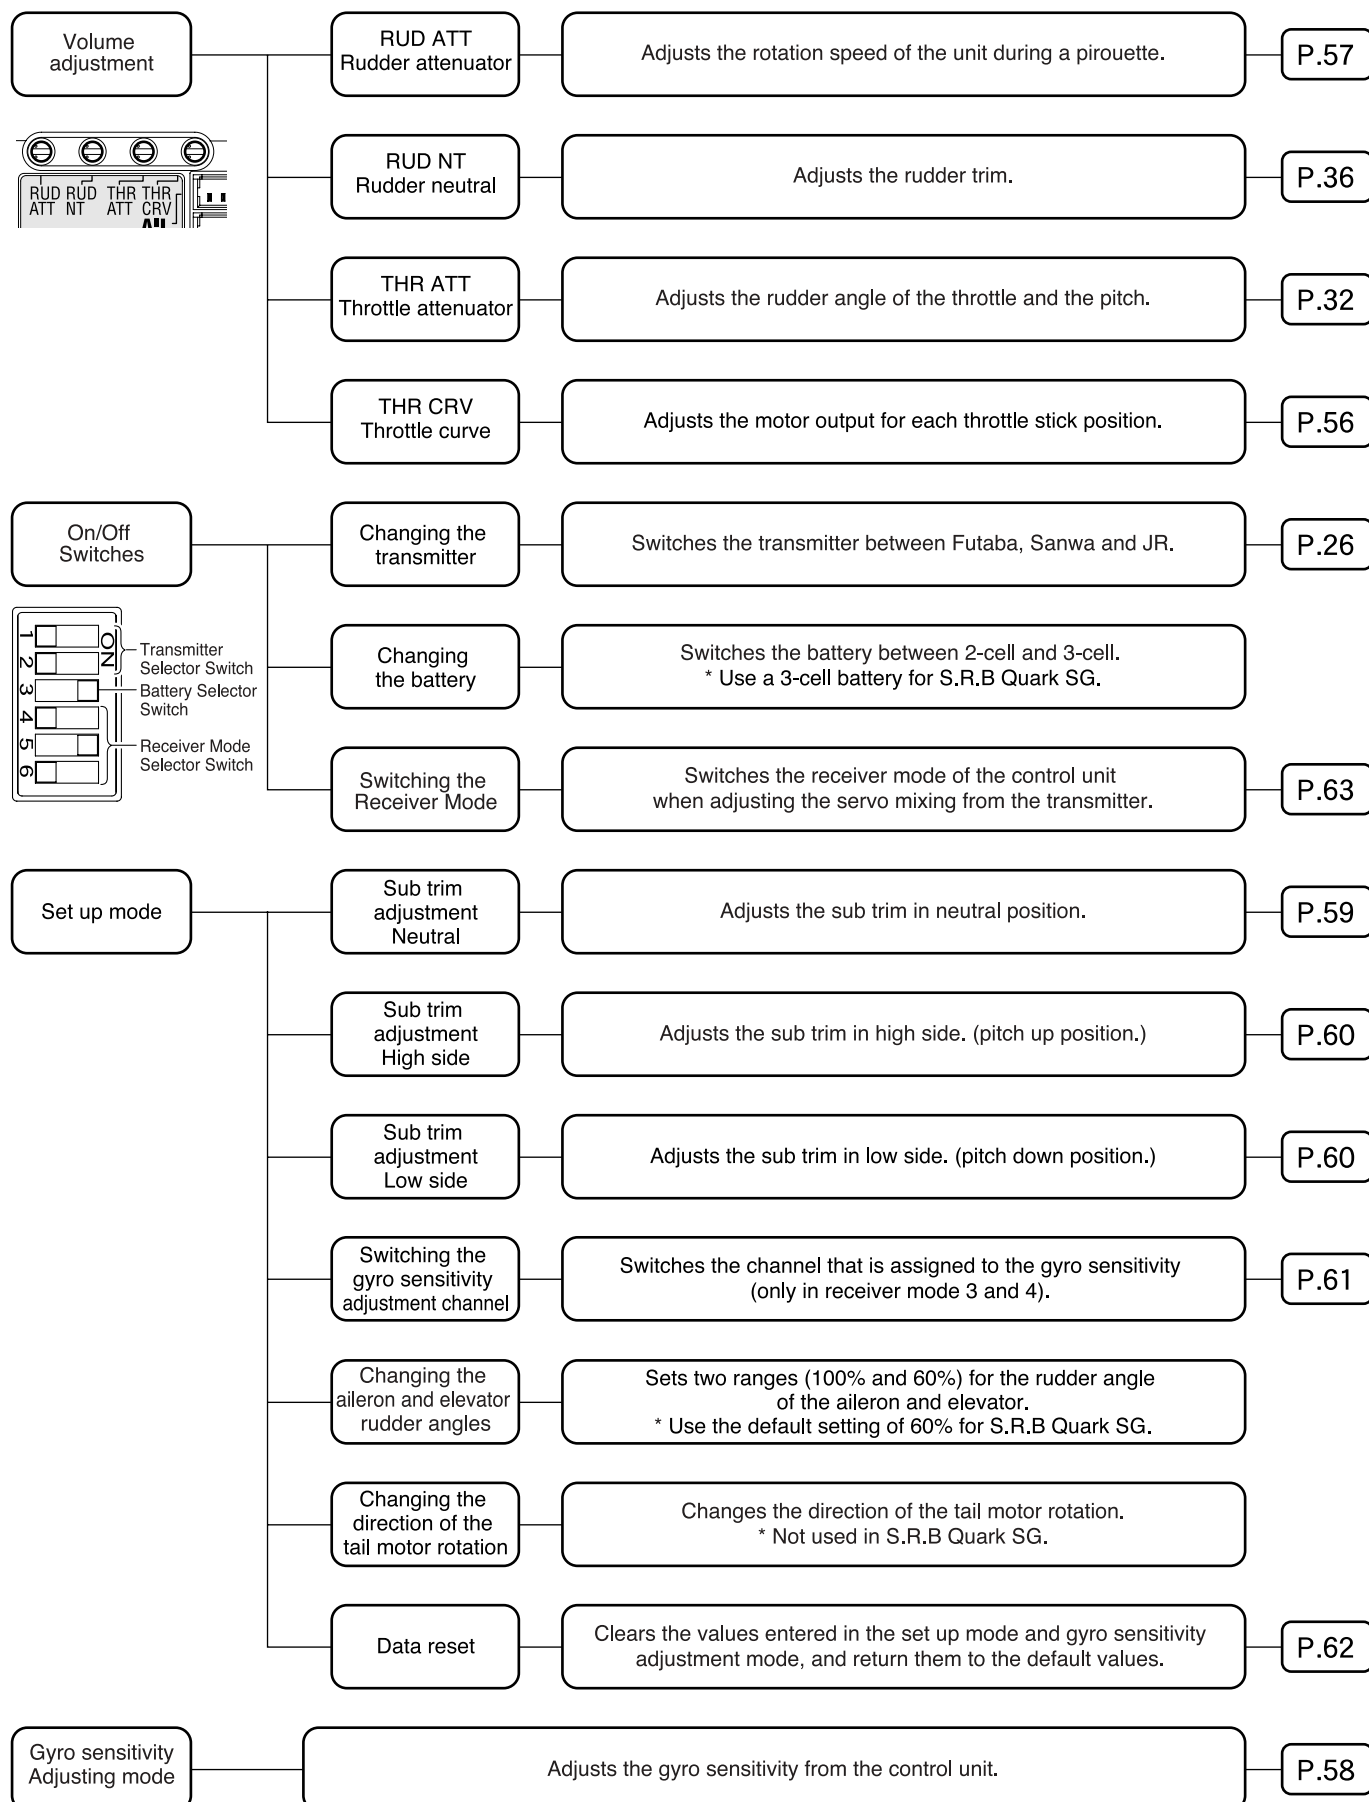 Volume
adjustment
RUD ATT
Rudder attenuator
Adjusts the rotation speed of the unit during a pirouette.
P.57
RUD RUD THR THR
ATT NT ATT CRV
RUD NT
Rudder neutral
Adjusts the rudder trim.
P.36
THR ATT
Throttle attenuator
Adjusts the rudder angle of the throttle and the pitch.
P.32
THR CRV
Throttle curve
Adjusts the motor output for each throttle stick position.
P.56
On/Off
Switches
Changing the
transmitter
Switches the transmitter between Futaba, Sanwa and JR.
P.26
ON
1
2
3
4
5
6
Transmitter
Selector Switch
Battery Selector
Switch
Receiver Mode
Selector Switch
Changing
the battery
Switches the battery between 2-cell and 3-cell.
* Use a 3-cell battery for S.R.B Quark SG.
Switching the
Receiver Mode
Switches the receiver mode of the control unit
when adjusting the servo mixing from the transmitter.
P.63
Set up mode
Sub trim
adjustment
Neutral
Adjusts the sub trim in neutral position.
P.59
Sub trim
adjustment
High side
Adjusts the sub trim in high side. (pitch up position.)
P.60
Sub trim
adjustment
Low side
Adjusts the sub trim in low side. (pitch down position.)
P.60
Switching the
gyro sensitivity
adjustment channel
Switches the channel that is assigned to the gyro sensitivity
(only in receiver mode 3 and 4).
P.61
Changing the
aileron and elevator
rudder angles
Sets two ranges (100% and 60%) for the rudder angle
of the aileron and elevator.
* Use the default setting of 60% for S.R.B Quark SG.
Changing the
direction of the
tail motor rotation
Changes the direction of the tail motor rotation.
* Not used in S.R.B Quark SG.
Data reset
Clears the values entered in the set up mode and gyro sensitivity
adjustment mode, and return them to the default values.
P.62
Gyro sensitivity
Adjusting mode
Adjusts the gyro sensitivity from the control unit.
P.58